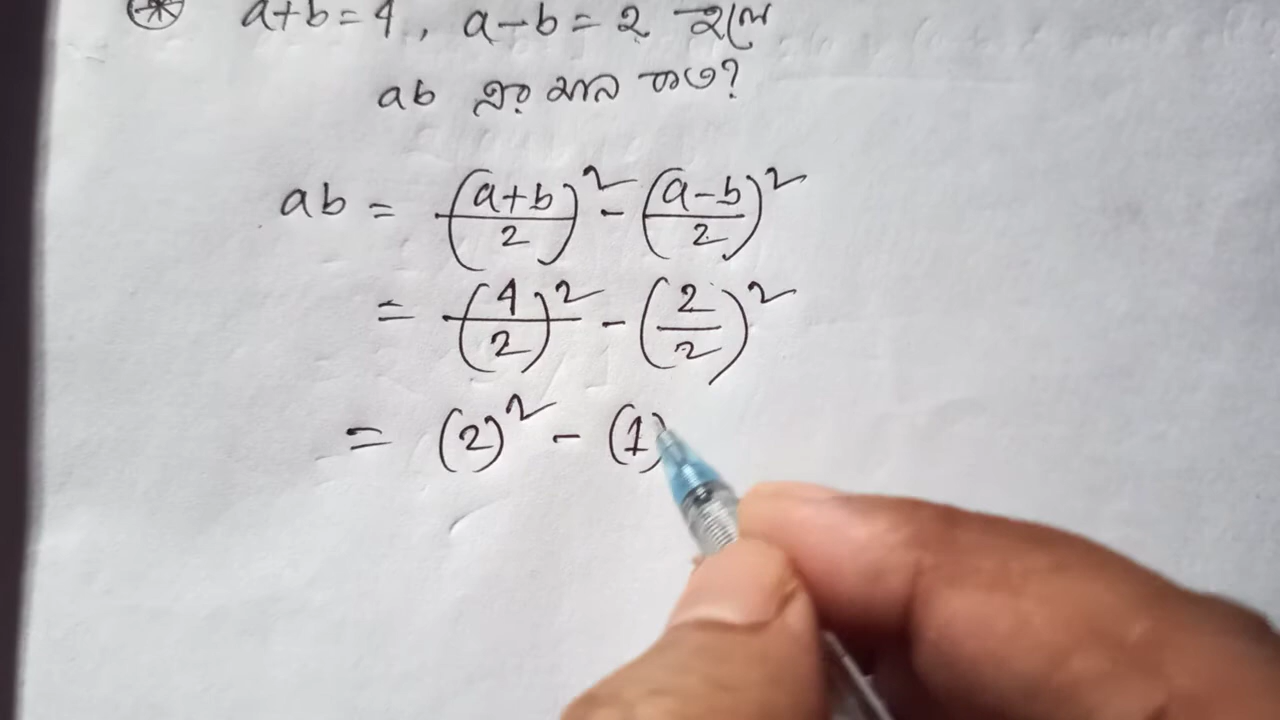 a+b=4, a-b=2 হলে
ab এর মান কত?
ab = (a+b/2)² - (a-b/2)²
= (4/2)² - (2/2)²
= (2)² - (1)